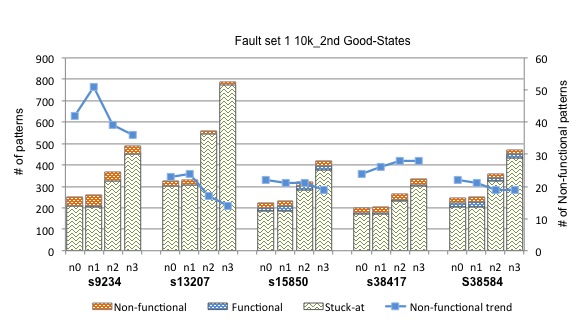 Fault set 1 10k_2nd Good-States
# of patterns
900
800
700
600
500
400
300
200
100
0
60
50
40
30
20
10
0
# of Non-functional patterns
n0 n1 n2 n3 n0 n1 n2 n3 n0 n1 n2 n3 n0 n1 n2 n3 n0 n1 n2 n3
s9234 s13207 s15850 s38417 S38584
Non-functional Functional Stuck-at Non-functional trend